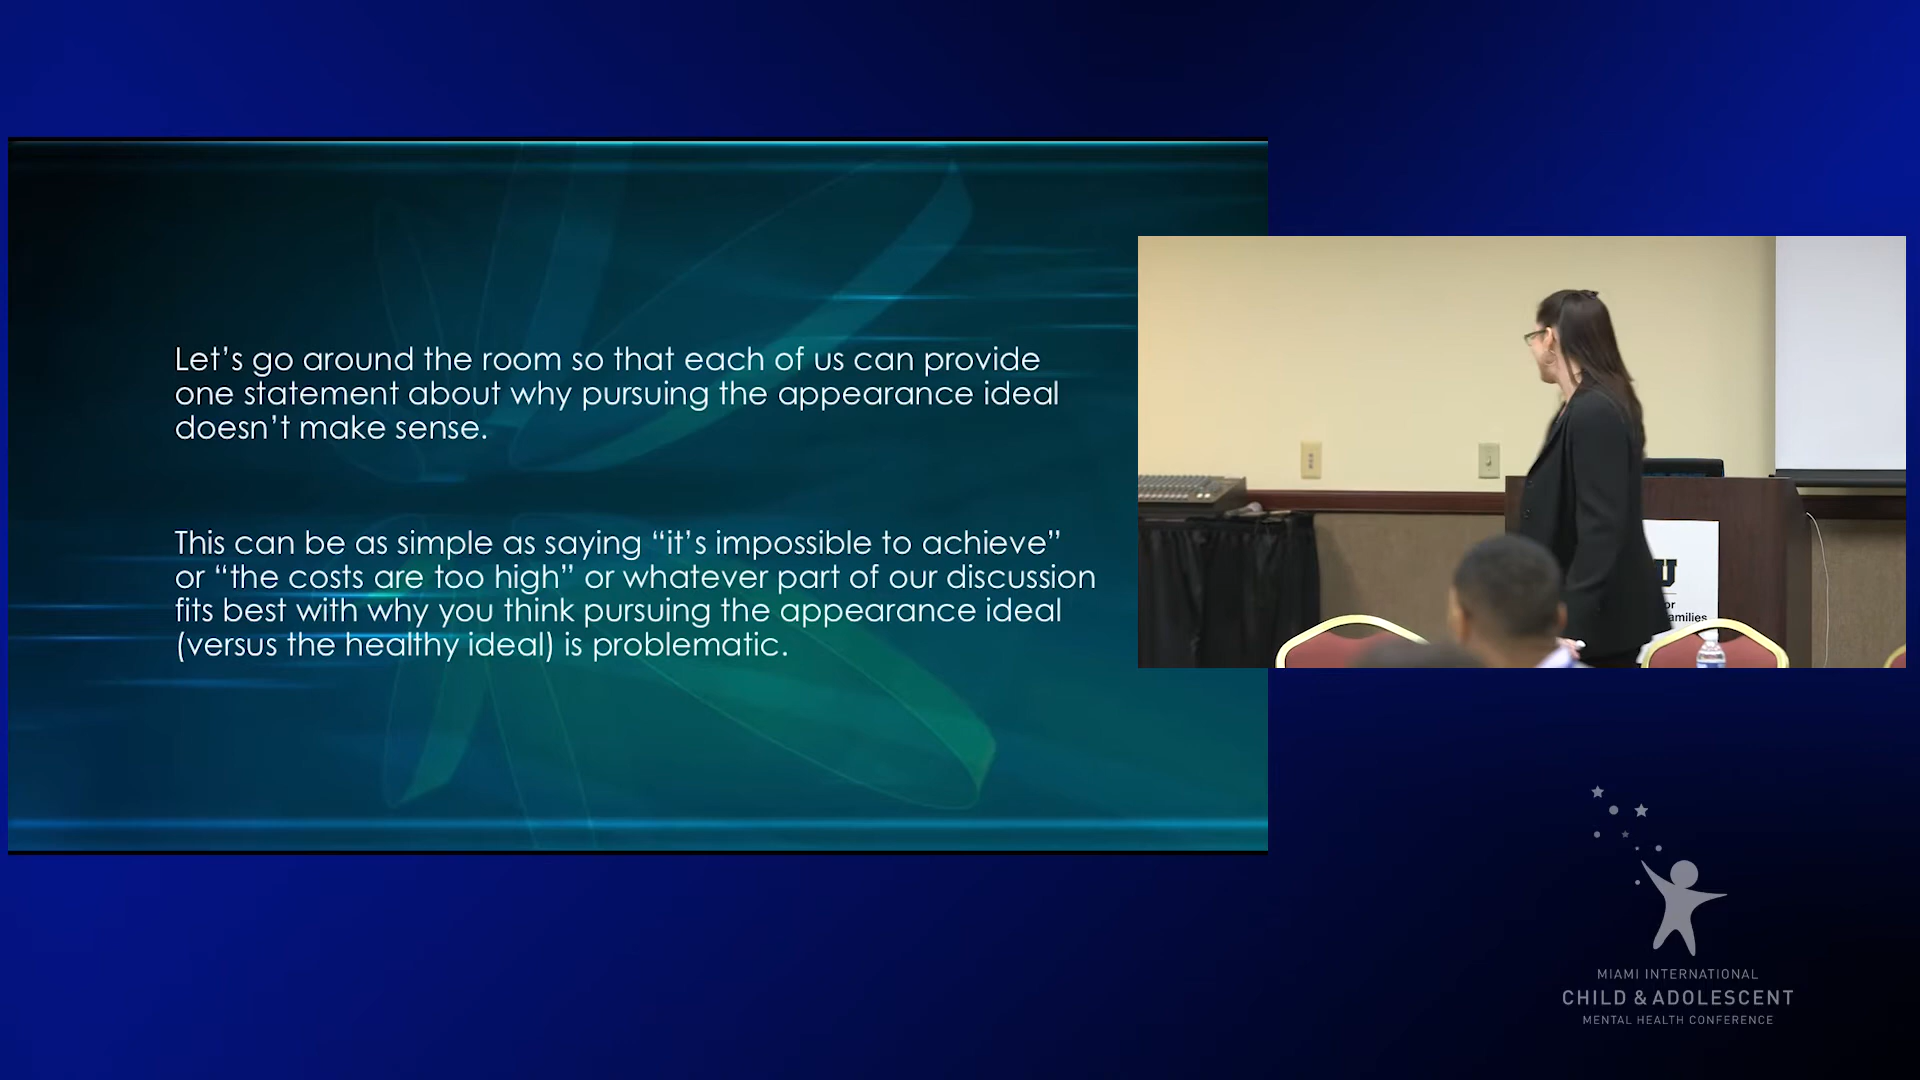 Let’s go around the room so that each of us can provide
one statement about why pursuing the appearance ideal
doesn’t make sense.
This can be as simple as saying “it’s impossible to achieve”
or “the costs are too high” or whatever part of our discussion
fits best with why you think pursuing the appearance ideal
(versus the healthy ideal) is problematic.
U
or
amilies
MIAMI INTERNATIONAL
CHILD & ADOLESCENT
MENTAL HEALTH CONFERENCE